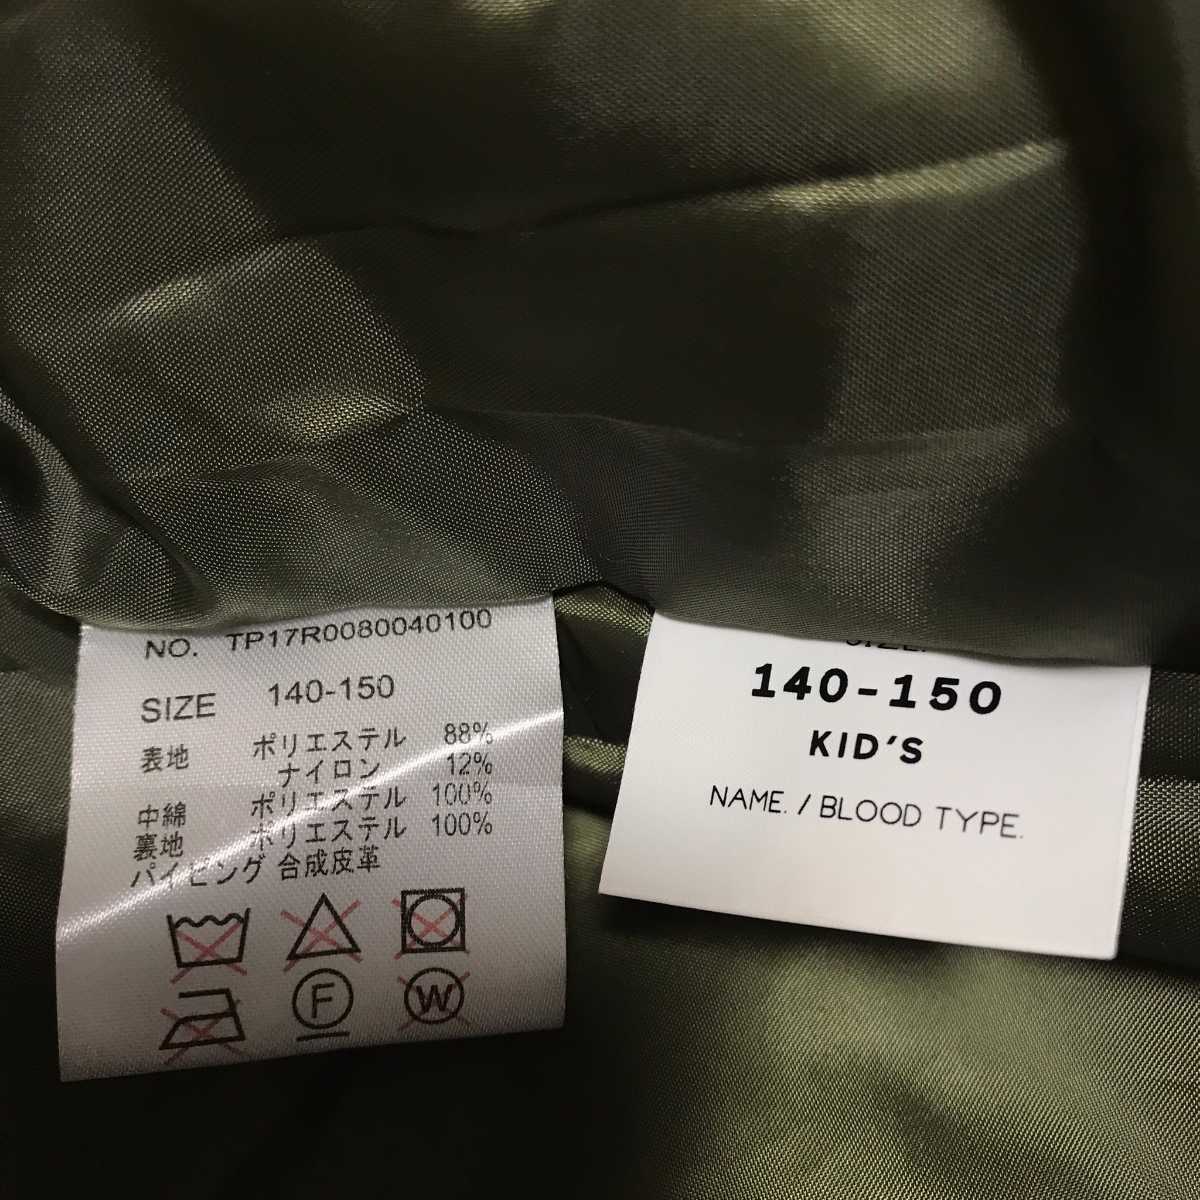 NO. TP17R0080040100
SIZE 140-150
表地 ポリエステル 88%
ナイロン 12%
中綿 ポリエステル 100%
裏地 ポリエステル 100%
パイピング 合成皮革
F
W
SIZE.
140-150
KID'S
NAME. / BLOOD TYPE.